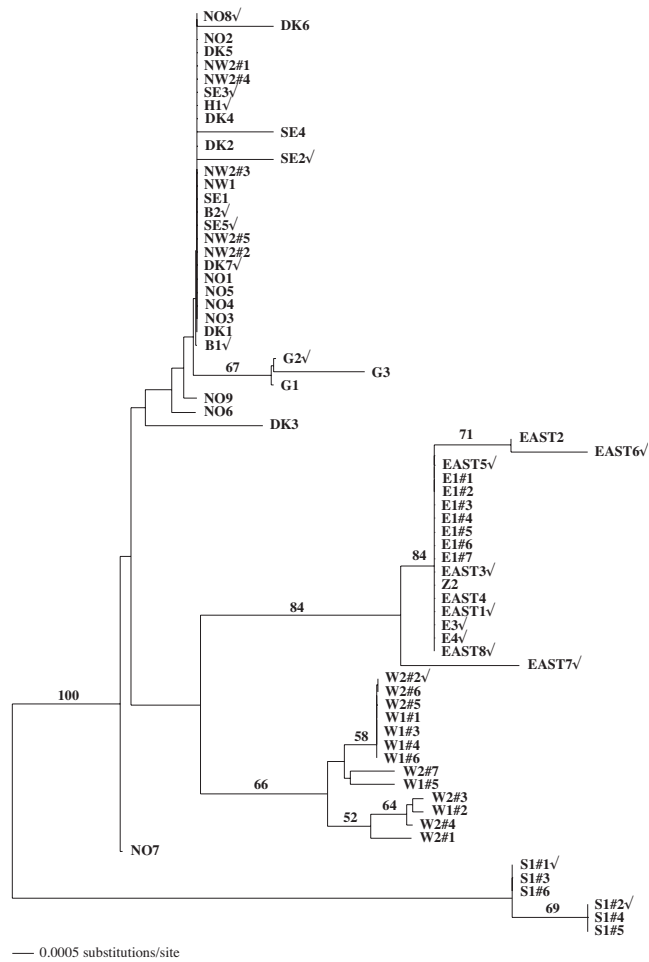 NO8√
DK6
NO2
DK5
NW2#1
NW2#4
SE3√
H1√
DK4
SE4
DK2
SE2√
NW2#3
NW1
SE1
B2√
SE5√
NW2#5
NW2#2
DK7√
NO1
NO5
NO4
NO3
DK1
B1√
G2√
67
G3
G1
NO9
NO6
DK3
71
EAST2
EAST6√
EAST5√
E1#1
E1#2
E1#3
E1#4
E1#5
E1#6
E1#7
84
EAST3√
Z2
EAST4
84
EAST1√
E3√
E4√
EAST8√
EAST7√
W2#2√
W2#6
100
W2#5
W1#1
W1#3
58
W1#4
W1#6
W2#7
66
W1#5
W2#3
64
W1#2
52
W2#4
W2#1
NO7
S1#1√
S1#3
S1#6
69
S1#2√
S1#4
S1#5
0.0005 substitutions/site